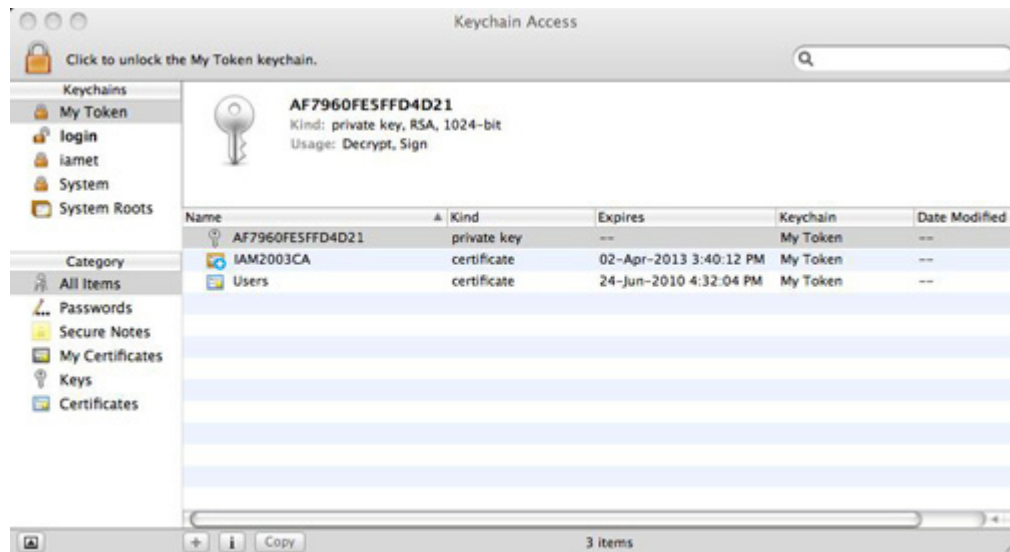 Keychain Access
Click to unlock the My Token keychain.
Keychains
My Token
login
iamet
System
System Roots
Category
All Items
Passwords
Secure Notes
My Certificates
Keys
Certificates
AF7960FE5FFD4D21
Kind: private key, RSA, 1024-bit
Usage: Decrypt, Sign
Name Kind Expires Keychain Date Modified
AF7960FE5FFD4D21 private key -- My Token --
IAM2003CA certificate 02-Apr-2013 3:40:12 PM My Token --
Users certificate 24-Jun-2010 4:32:04 PM My Token --
+ i Copy 3 items